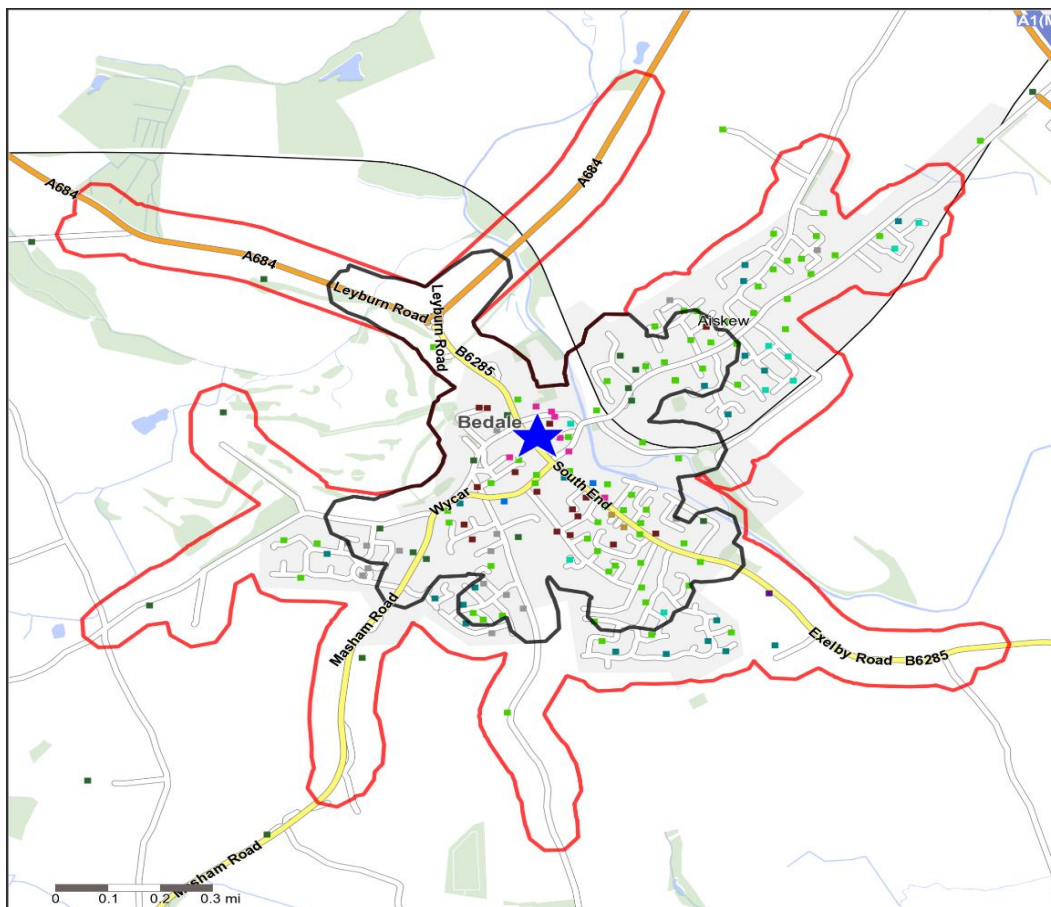 A1(M
A684
A684
A684
Leyburn Road
Leyburn Road
B6285
Aiskew
Bedale
South End
Wycar
Masham Road
Exelby Road B6285
Masham Road
0 0.1 0.2 0.3 mi